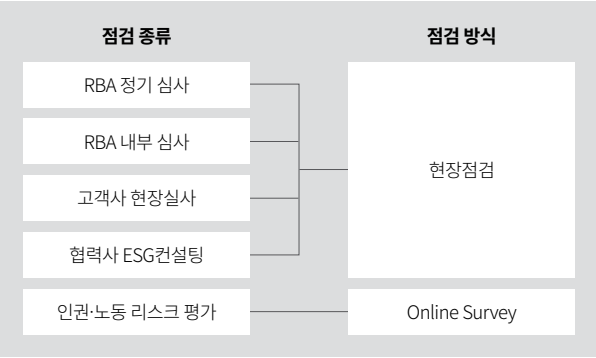 점검 종류
점검 방식
RBA 정기 심사
RBA 내부 심사
고객사 현장실사
협력사 ESG컨설팅
현장점검
인권·노동 리스크 평가
Online Survey